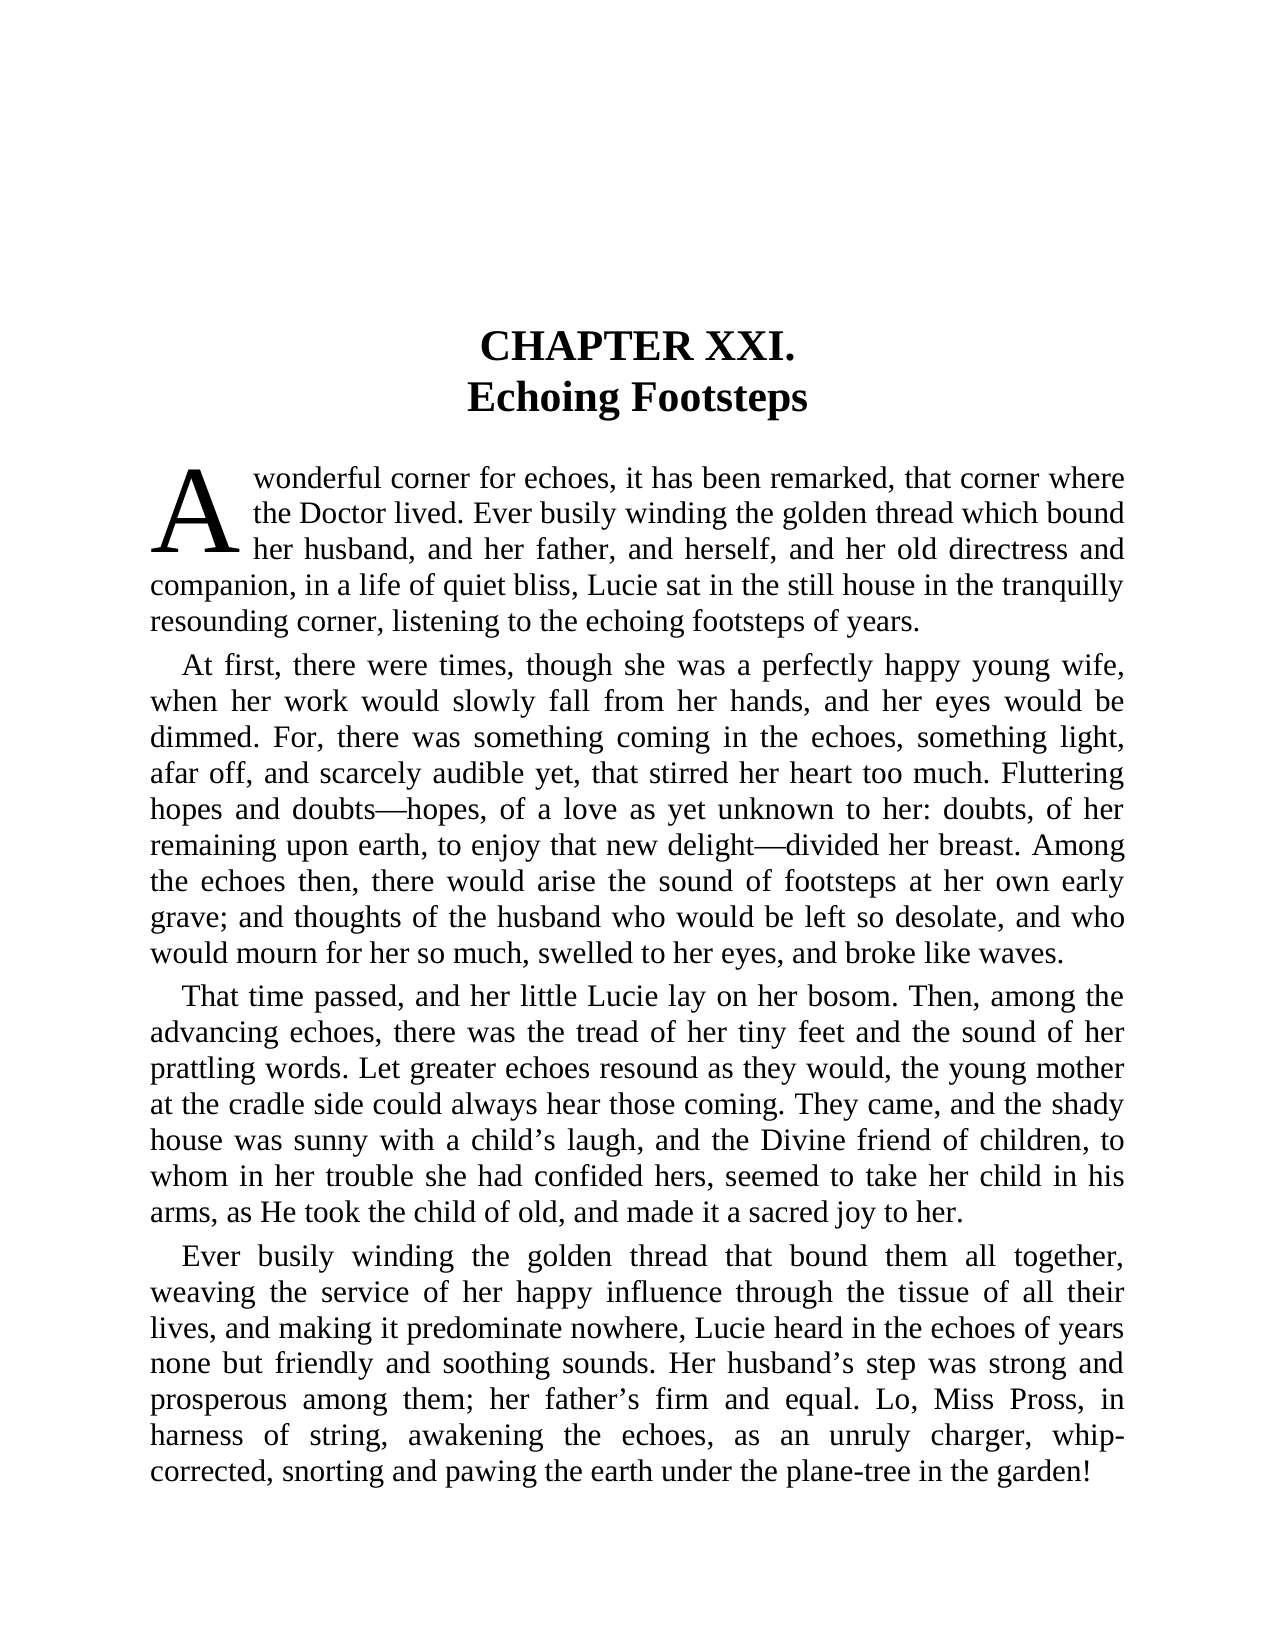 CHAPTER XXI.
Echoing Footsteps
A wonderful corner for echoes, it has been remarked, that corner where
the Doctor lived. Ever busily winding the golden thread which bound
her husband, and her father, and herself, and her old directress and
companion, in a life of quiet bliss, Lucie sat in the still house in the tranquilly
resounding corner, listening to the echoing footsteps of years.
At first, there were times, though she was a perfectly happy young wife,
when her work would slowly fall from her hands, and her eyes would be
dimmed. For, there was something coming in the echoes, something light,
afar off, and scarcely audible yet, that stirred her heart too much. Fluttering
hopes and doubts—hopes, of a love as yet unknown to her: doubts, of her
remaining upon earth, to enjoy that new delight—divided her breast. Among
the echoes then, there would arise the sound of footsteps at her own early
grave; and thoughts of the husband who would be left so desolate, and who
would mourn for her so much, swelled to her eyes, and broke like waves.
That time passed, and her little Lucie lay on her bosom. Then, among the
advancing echoes, there was the tread of her tiny feet and the sound of her
prattling words. Let greater echoes resound as they would, the young mother
at the cradle side could always hear those coming. They came, and the shady
house was sunny with a child’s laugh, and the Divine friend of children, to
whom in her trouble she had confided hers, seemed to take her child in his
arms, as He took the child of old, and made it a sacred joy to her.
Ever busily winding the golden thread that bound them all together,
weaving the service of her happy influence through the tissue of all their
lives, and making it predominate nowhere, Lucie heard in the echoes of years
none but friendly and soothing sounds. Her husband’s step was strong and
prosperous among them; her father’s firm and equal. Lo, Miss Pross, in
harness of string, awakening the echoes, as an unruly charger, whip-
corrected, snorting and pawing the earth under the plane-tree in the garden!